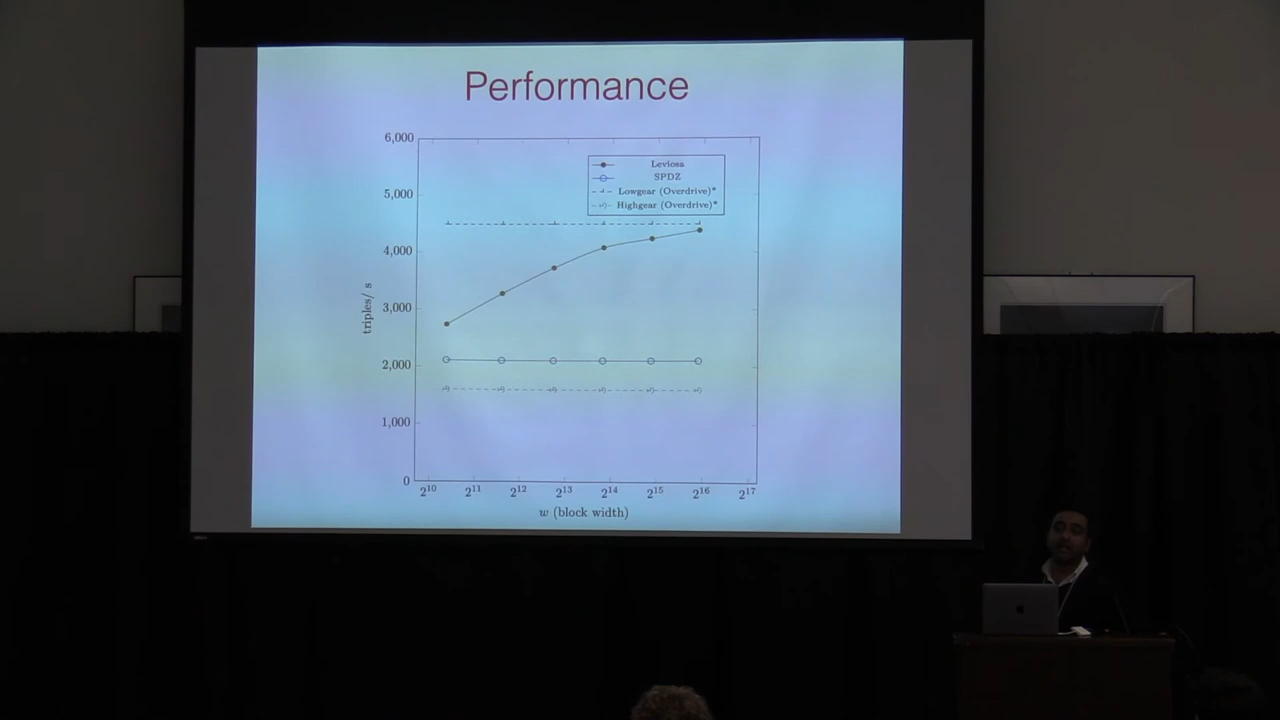 Performance
6,000
5,000
4,000
3,000
2,000
1,000
0
triples/ s
Leviosa
SPDZ
Lowgear (Overdrive)*
Highgear (Overdrive)*
2^10 2^11 2^12 2^13 2^14 2^15 2^16 2^17
w (block width)